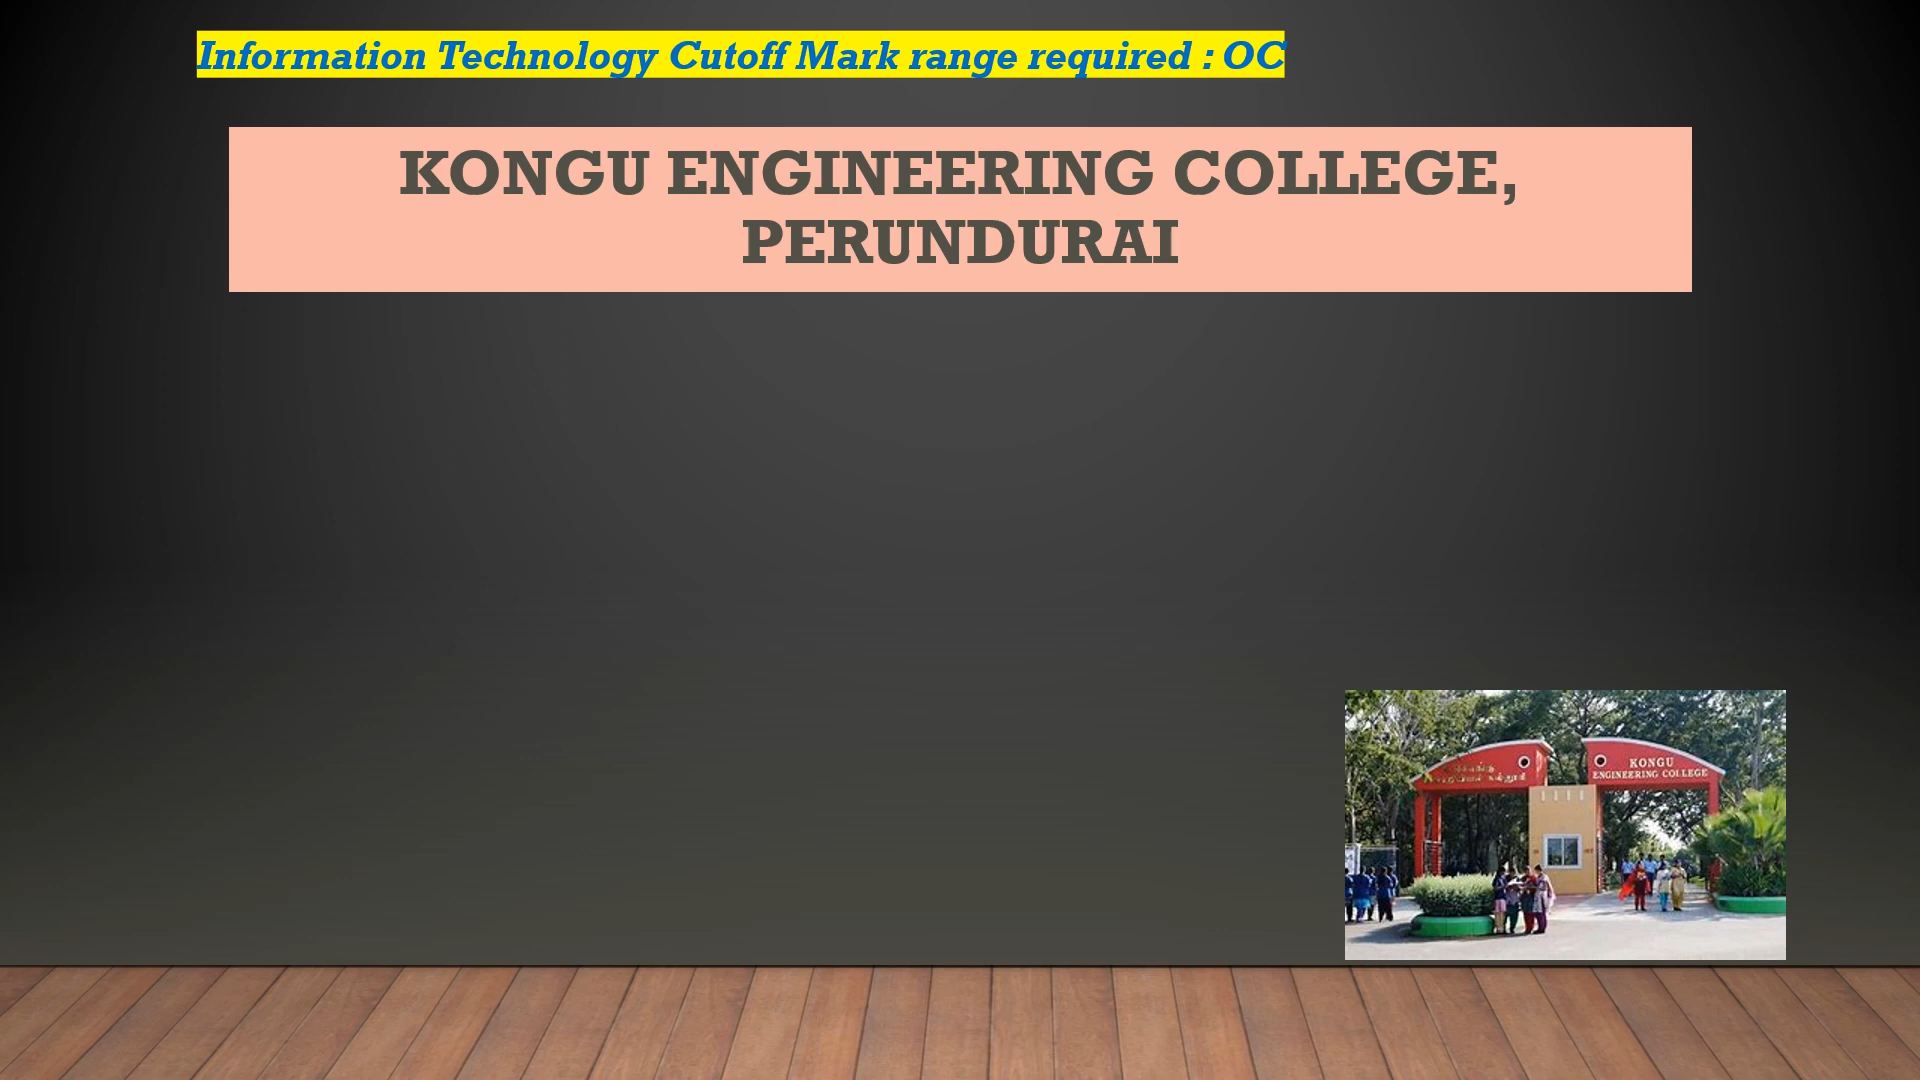 Information Technology Cutoff Mark range required : OC
KONGU ENGINEERING COLLEGE,
PERUNDURAI
KONGU
ENGINEERING COLLEGE